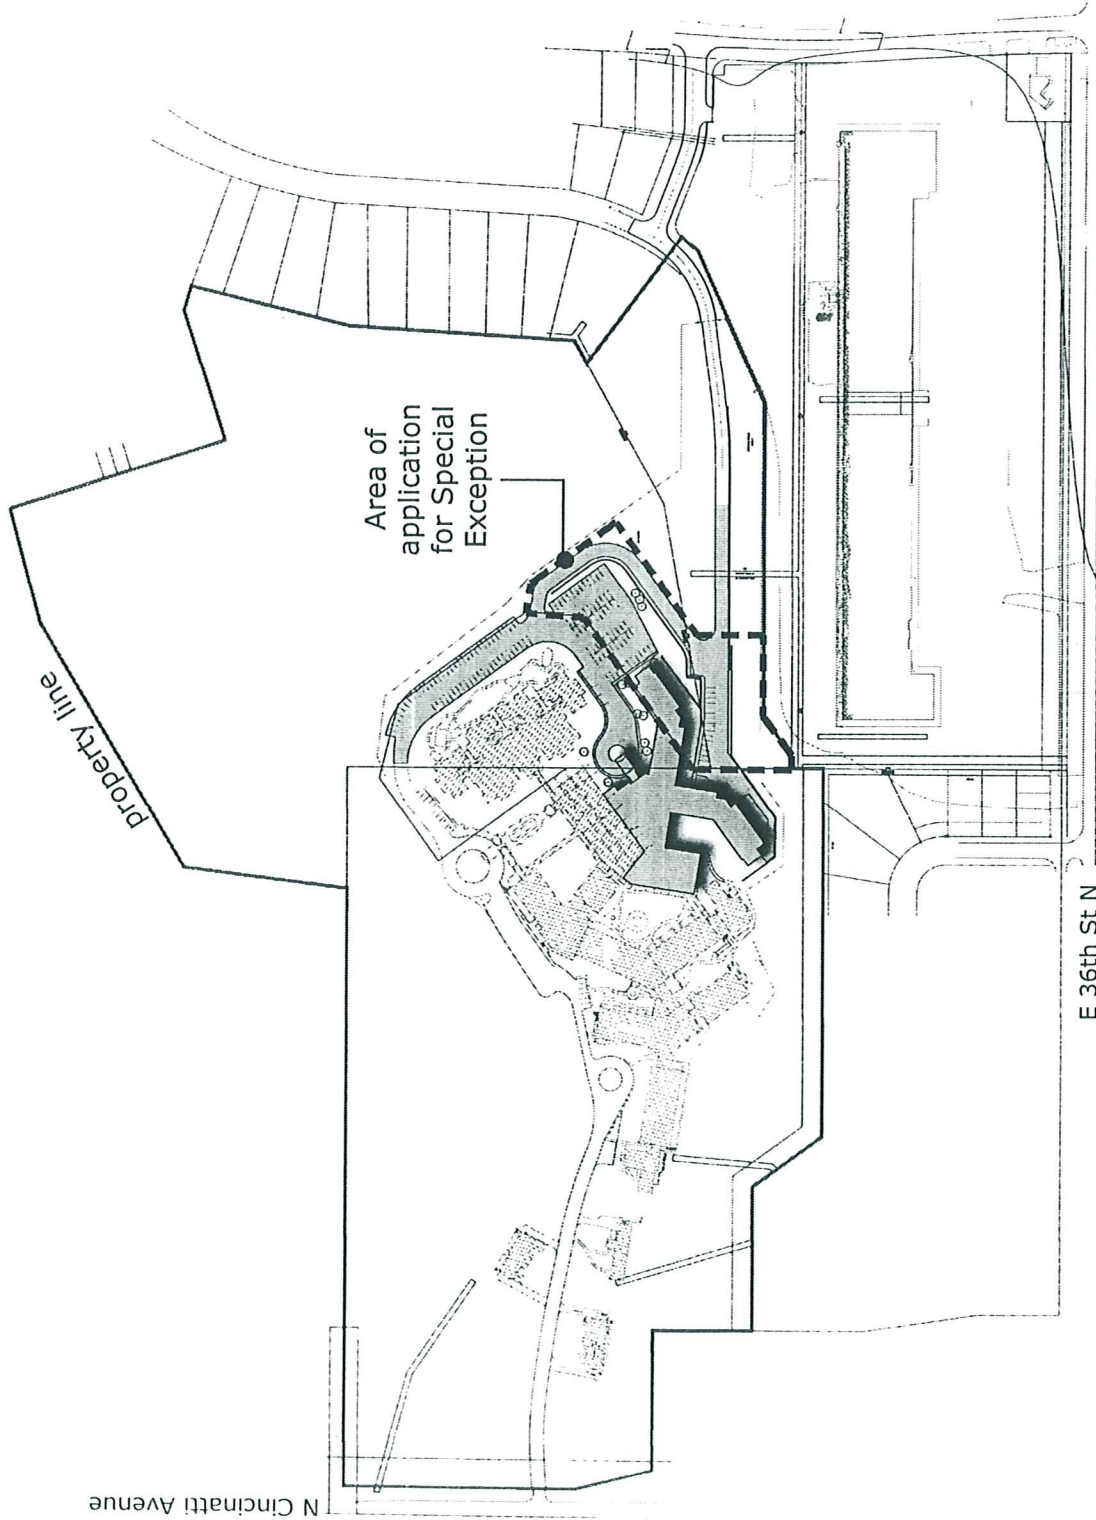 property line
Area of
application
for Special
Exception
N Cincinatti Avenue
E 36th St N